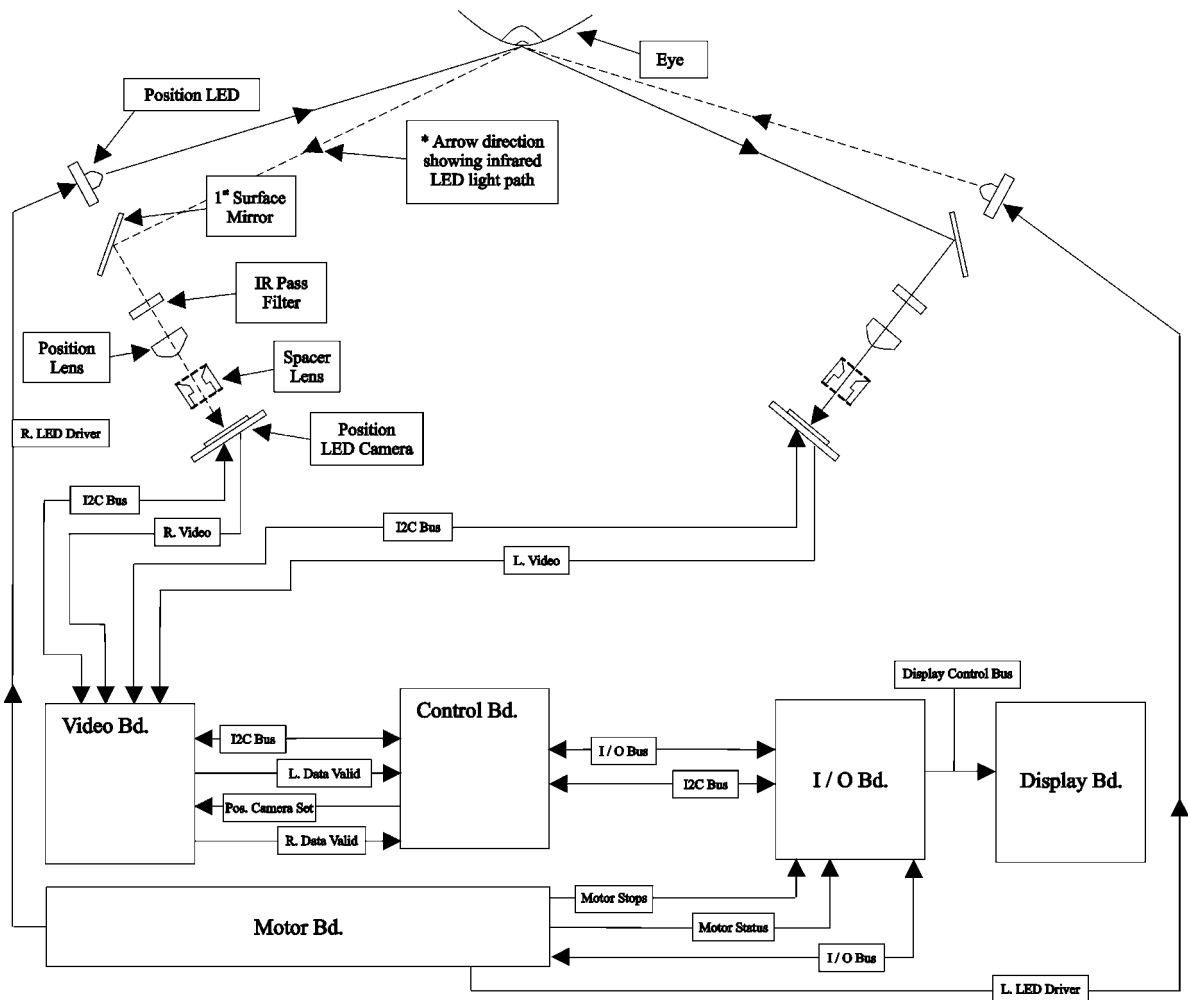 Eye
Position LED
* Arrow direction
showing infrared
LED light path
1st Surface
Mirror
IR Pass
Filter
Position
Lens
Spacer
Lens
Position
LED Camera
R. LED Driver
I2C Bus
R. Video
I2C Bus
L. Video
Display Control Bus
Video Bd.
Control Bd.
I / O Bd.
Display Bd.
I2C Bus
L. Data Valid
Pos. Camera Set
R. Data Valid
I / O Bus
I2C Bus
Motor Bd.
Motor Stops
Motor Status
I / O Bus
L. LED Driver